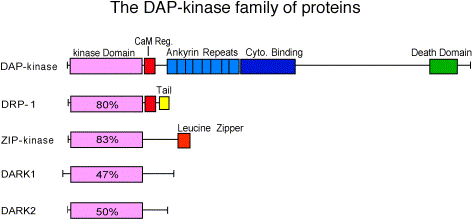 The DAP-kinase family of proteins
CaM Reg.
kinase Domain
Ankyrin Repeats
Cyto. Binding
Death Domain
DAP-kinase
Tail
DRP-1
80%
Leucine Zipper
ZIP-kinase
83%
DARK1
47%
DARK2
50%